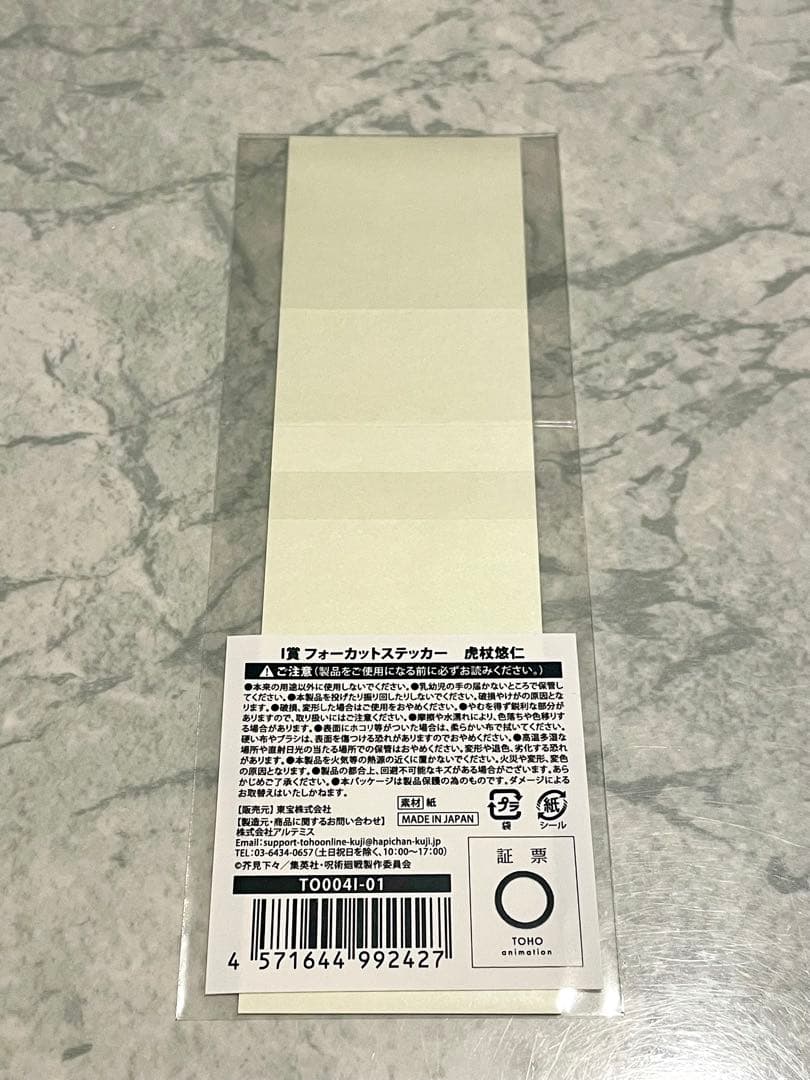 I賞 フォーカットステッカー 虎杖悠仁
ご注意(製品をご使用になる前に必ずお読みください。)
●本来の用途以外に使用しないでください。●乳幼児の手の届かないところで保管し
てください。●本製品を投げたり振り回したりしないでください。破損やけがの原因とな
ります。●破損、変形した場合はご使用をおやめください。●やむを得ず鋭利な部分が
ありますので、取り扱いにはご注意ください。●摩擦や水濡れにより、色落ちや色移りす
る場合があります。●表面にホコリ等がついた場合は、柔らかい布で拭いてください。
硬い布やブラシは、表面を傷つける恐れがありますのでおやめください。●高温多湿な
場所や直射日光の当たる場所での保管はおやめください。変形や退色、劣化する恐れ
があります。●本製品を火気等の熱源の近くに置かないでください。火災や変形、変色
の原因となります。●製品の都合上、回避不可能なキズがある場合がございます。あら
かじめご了承ください。●本パッケージは製品保護の為のものです。ダメージによる
お取替えはいたしかねます。
【販売元】東宝株式会社
【製造元・商品に関するお問い合わせ】
株式会社アルテミス
Email:support-tohoonline-kuji@hapichan-kuji.jp
TEL:03-6434-0657(土日祝日を除く、10:00〜17:00)
©芥見下々/集英社・呪術廻戦製作委員会
素材 紙
MADE IN JAPAN
プラ
袋
紙
シール
TO004I-01
4 571644 992427
証票
TOHO
animation